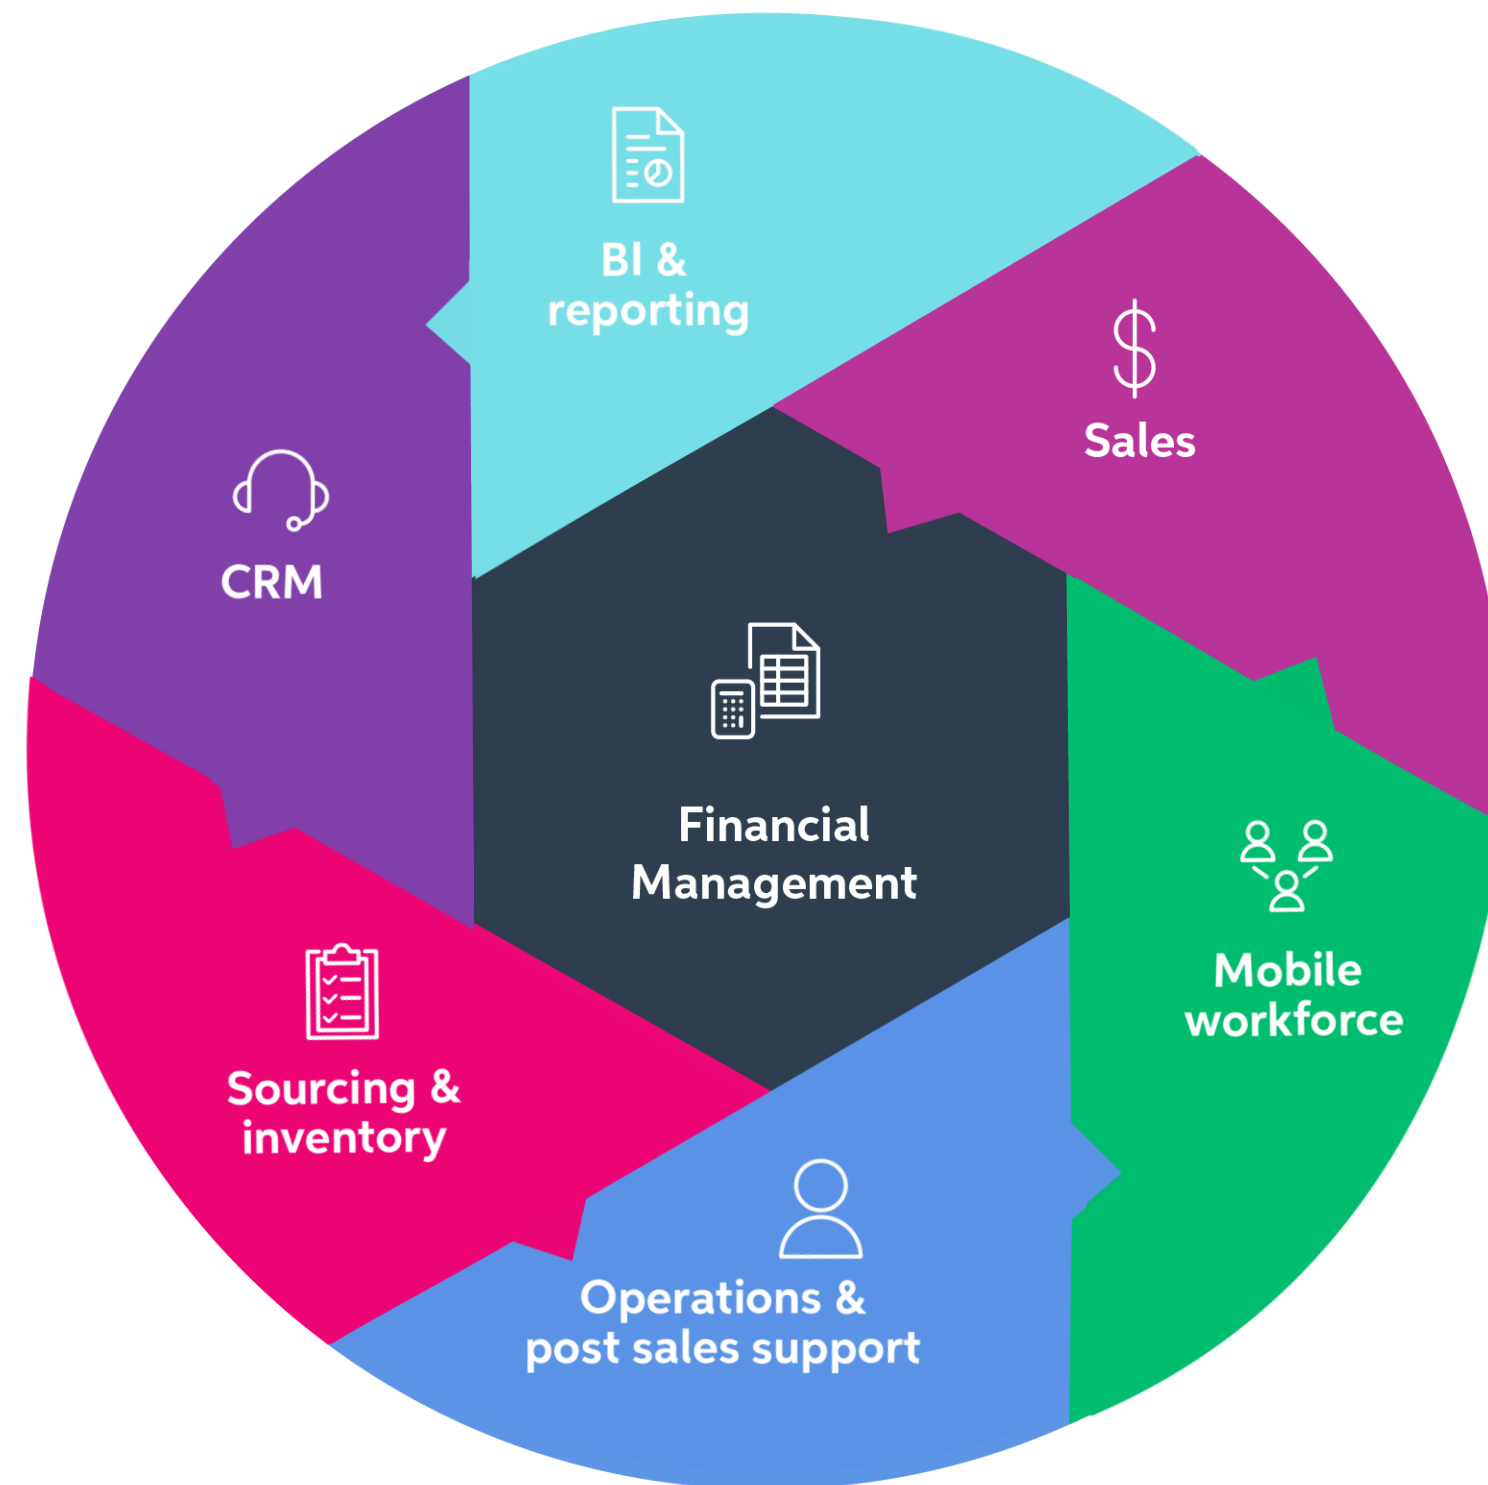 BI &
reporting
Sales
CRM
Financial
Management
Mobile
workforce
Sourcing &
inventory
Operations &
post sales support